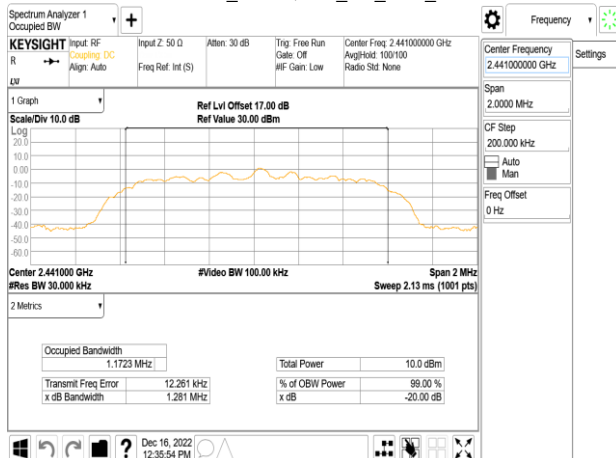 Spectrum Analyzer 1
Occupied BW
+
Frequency
KEYSIGHT
R
LXI
Input: RF
Coupling: DC
Align: Auto
Input Z: 50 Ω
Freq Ref: Int (S)
Atten: 30 dB
Trig: Free Run
Gate: Off
#IF Gain: Low
Center Freq: 2.441000000 GHz
Avg|Hold: 100/100
Radio Std: None
Center Frequency
2.441000000 GHz
Settings
Span
2.0000 MHz
CF Step
200.000 kHz
Auto
Man
Freq Offset
0 Hz
1 Graph
Scale/Div 10.0 dB
Ref Lvl Offset 17.00 dB
Ref Value 30.00 dBm
Log
20.0
10.0
0.00
-10.0
-20.0
-30.0
-40.0
-50.0
-60.0
Center 2.441000 GHz
#Res BW 30.000 kHz
#Video BW 100.00 kHz
Span 2 MHz
Sweep 2.13 ms (1001 pts)
2 Metrics
Occupied Bandwidth
1.1723 MHz
Total Power 10.0 dBm
Transmit Freq Error 12.261 kHz
% of OBW Power 99.00 %
x dB Bandwidth 1.281 MHz
x dB -20.00 dB
?
Dec 16, 2022
12:35:54 PM